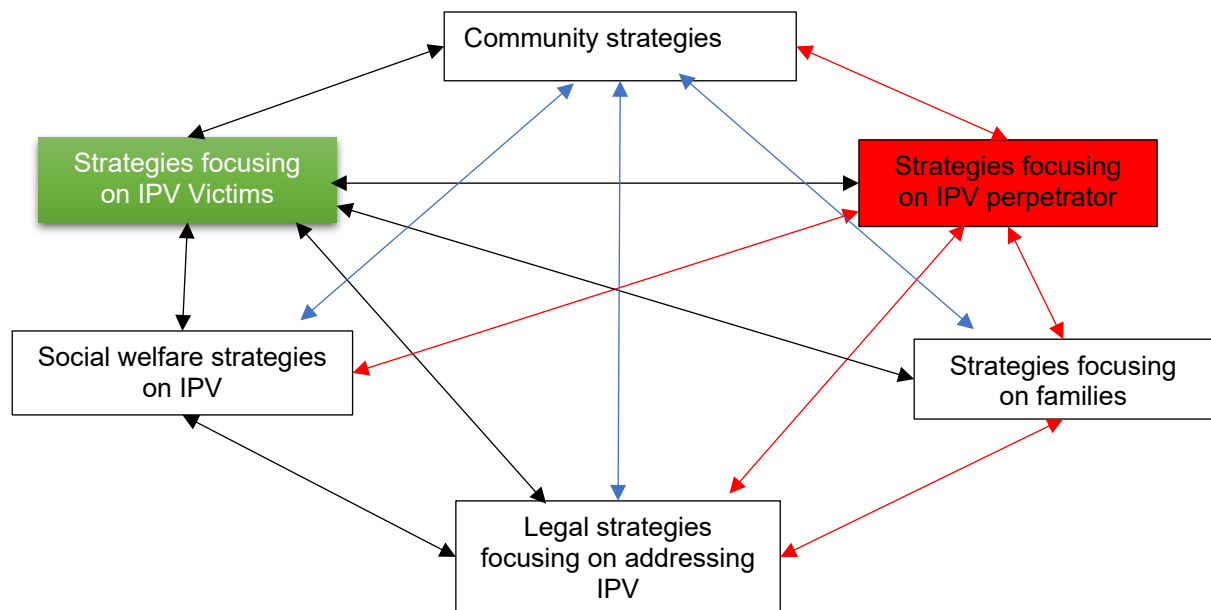 Community strategies
Strategies focusing
on IPV Victims
Strategies focusing
on IPV perpetrator
Social welfare strategies
on IPV
Strategies focusing
on families
Legal strategies
focusing on addressing
IPV